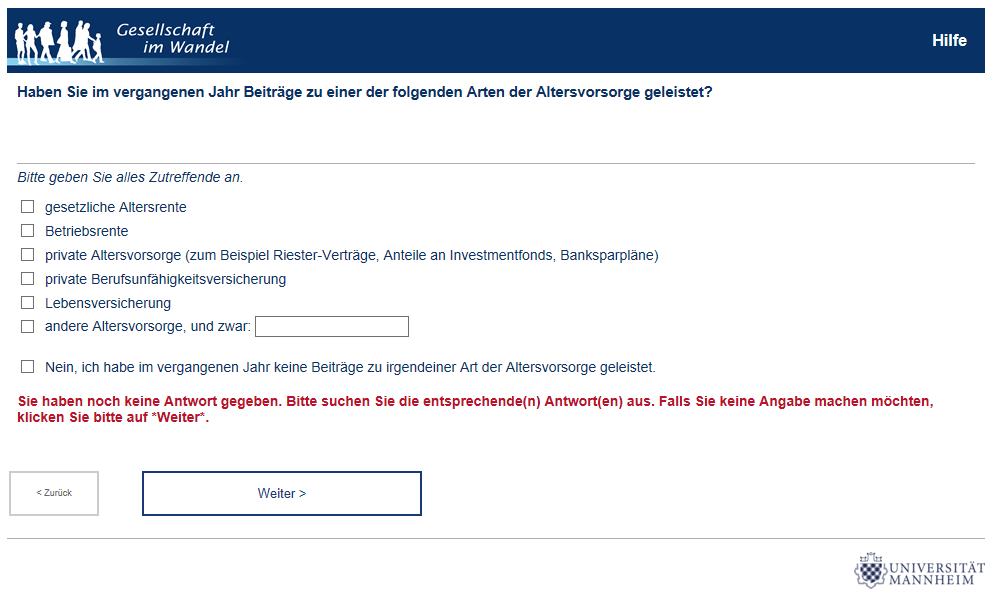 Gesellschaft
im Wandel
Hilfe
Haben Sie im vergangenen Jahr Beiträge zu einer der folgenden Arten der Altersvorsorge geleistet?
Bitte geben Sie alles Zutreffende an.
gesetzliche Altersrente
Betriebsrente
private Altersvorsorge (zum Beispiel Riester-Verträge, Anteile an Investmentfonds, Banksparpläne)
private Berufsunfähigkeitsversicherung
Lebensversicherung
andere Altersvorsorge, und zwar:
Nein, ich habe im vergangenen Jahr keine Beiträge zu irgendeiner Art der Altersvorsorge geleistet.
Sie haben noch keine Antwort gegeben. Bitte suchen Sie die entsprechende(n) Antwort(en) aus. Falls Sie keine Angabe machen möchten,
klicken Sie bitte auf *Weiter*.
< Zurück
Weiter >
UNIVERSITÄT
MANNHEIM